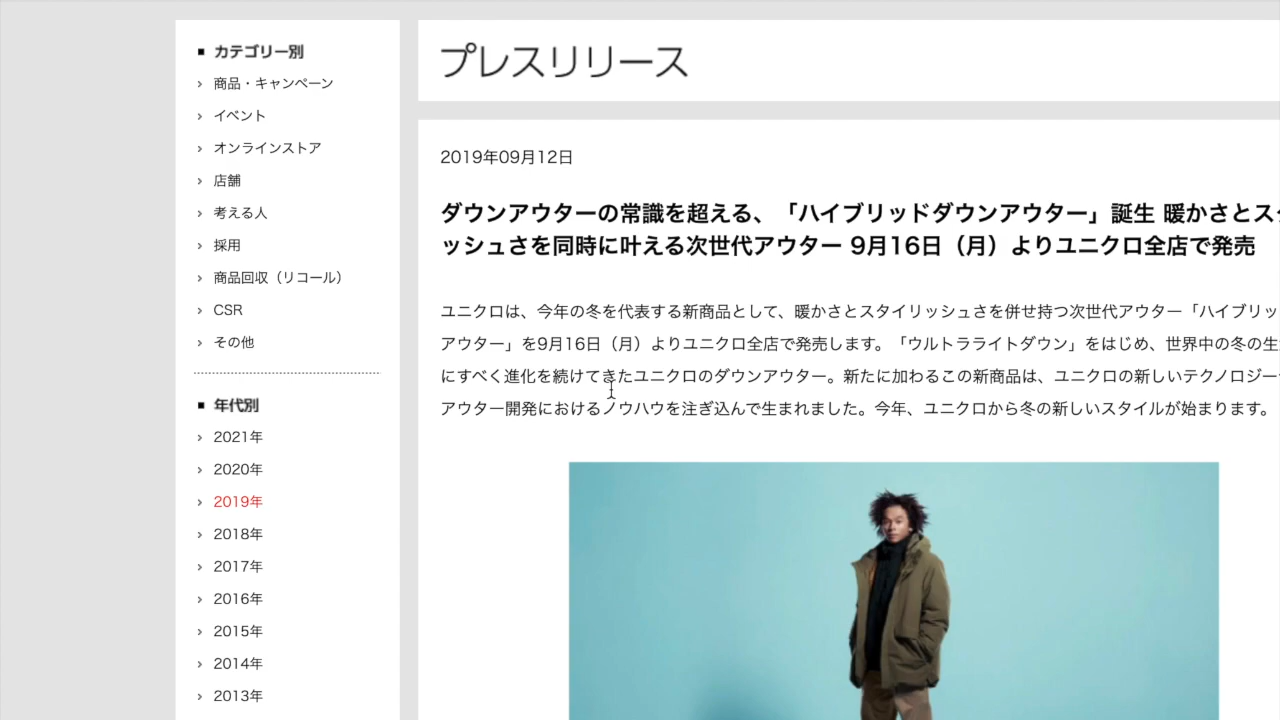 カテゴリー別
商品・キャンペーン
イベント
オンラインストア
店舗
考える人
採用
商品回収（リコール）
CSR
その他
年代別
2021年
2020年
2019年
2018年
2017年
2016年
2015年
2014年
2013年
プレスリリース
2019年09月12日
ダウンアウターの常識を超える、「ハイブリッドダウンアウター」誕生 暖かさとス
ッシュさを同時に叶える次世代アウター 9月16日（月）よりユニクロ全店で発売
ユニクロは、今年の冬を代表する新商品として、暖かさとスタイリッシュさを併せ持つ次世代アウター「ハイブリッ
アウター」を9月16日（月）よりユニクロ全店で発売します。「ウルトラライトダウン」をはじめ、世界中の冬の生
にすべく進化を続けてきたユニクロのダウンアウター。新たに加わるこの新商品は、ユニクロの新しいテクノロジー
アウター開発におけるノウハウを注ぎ込んで生まれました。今年、ユニクロから冬の新しいスタイルが始まります。